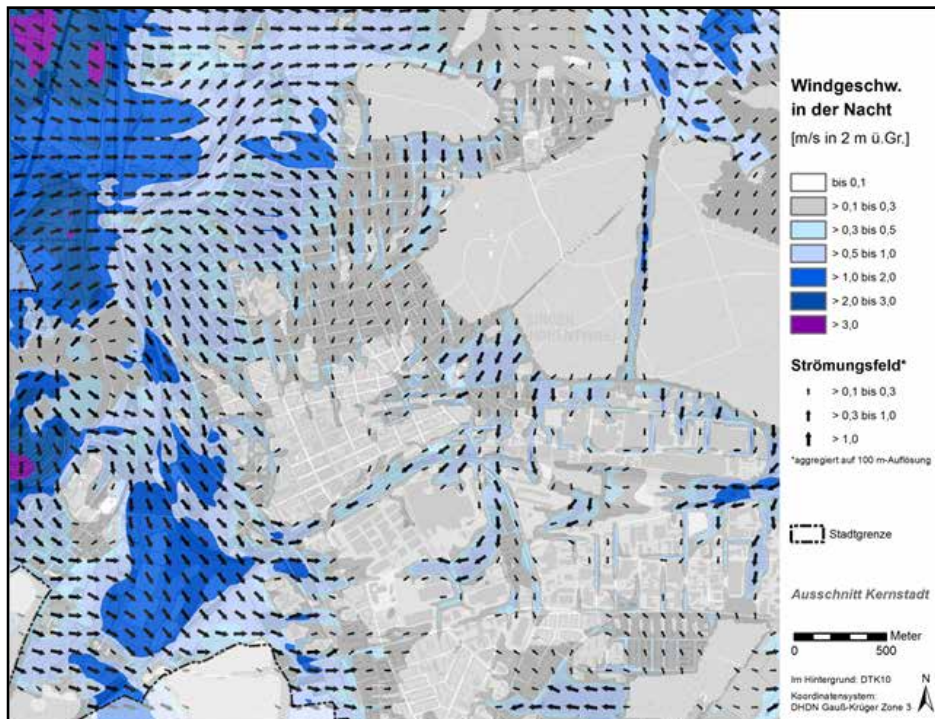 Windgeschw.
in der Nacht
[m/s in 2 m ü.Gr.]
bis 0,1
> 0,1 bis 0,3
> 0,3 bis 0,5
> 0,5 bis 1,0
> 1,0 bis 2,0
> 2,0 bis 3,0
> 3,0
Strömungsfeld*
> 0,1 bis 0,3
> 0,3 bis 1,0
> 1,0
*aggregiert auf 100 m-Auflösung
Stadtgrenze
Ausschnitt Kernstadt
Meter
0 500
Im Hintergrund: DTK10
Koordinatensystem:
DHDN Gauß-Krüger Zone 3
N